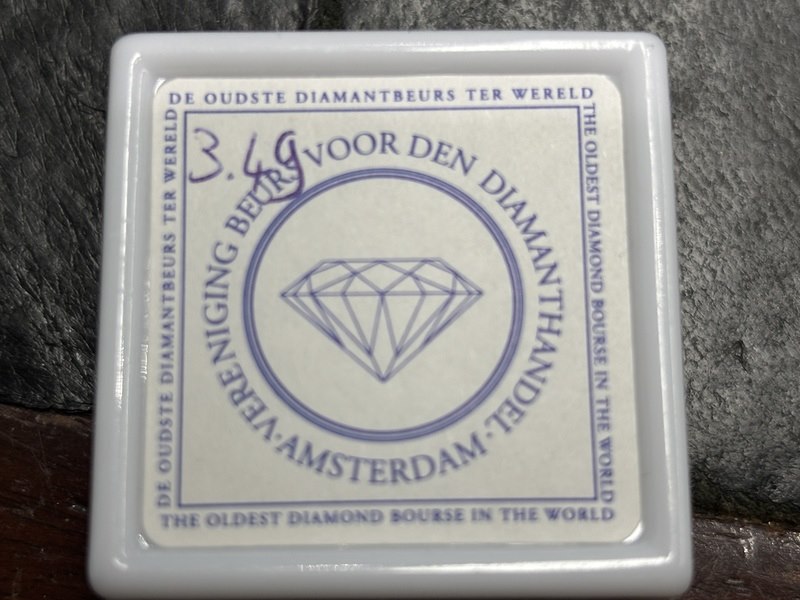 DE OUDSTE DIAMANTBEURS TER WERELD
THE OLDEST DIAMOND BOURSE IN THE WORLD
DE OUDSTE DIAMANTBEURS TER WERELD
3.4g
VERENIGING BEURS VOOR DEN DIAMANTHANDEL
·AMSTERDAM·
THE OLDEST DIAMOND BOURSE IN THE WORLD